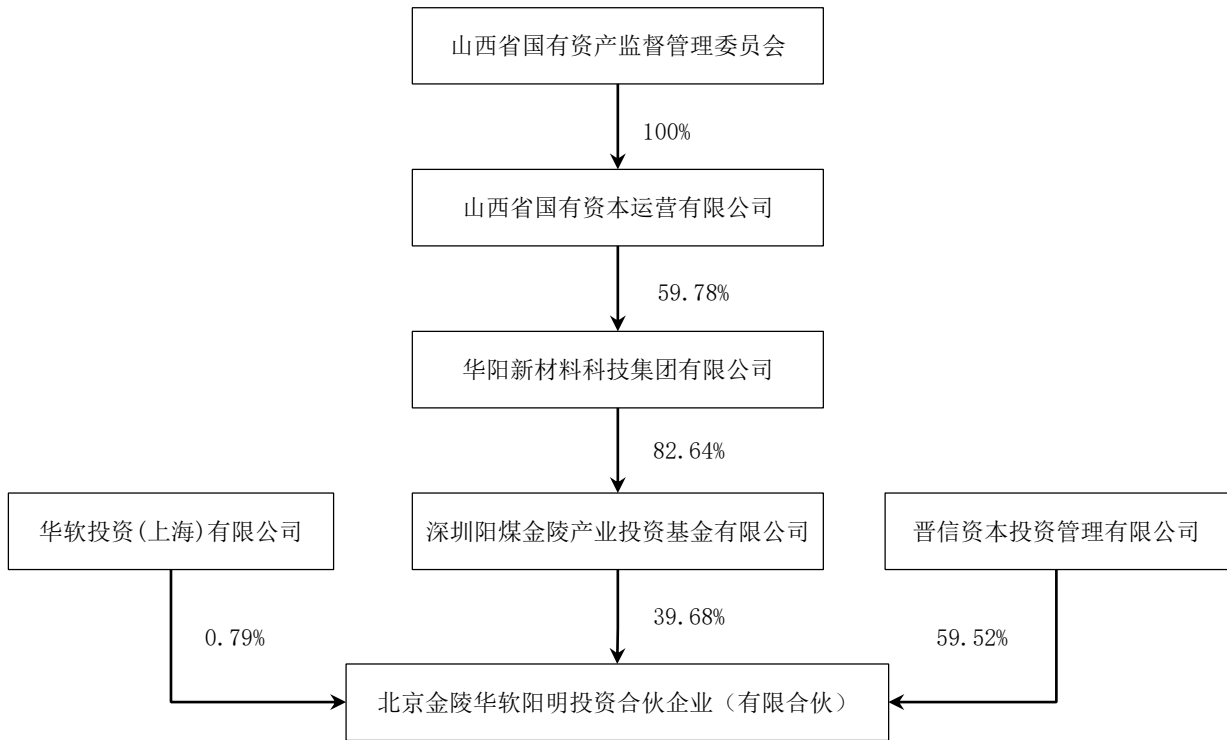 山西省国有资产监督管理委员会
100%
山西省国有资本运营有限公司
59.78%
华阳新材料科技集团有限公司
82.64%
华软投资(上海)有限公司
深圳阳煤金陵产业投资基金有限公司
晋信资本投资管理有限公司
0.79%
39.68%
59.52%
北京金陵华软阳明投资合伙企业（有限合伙）